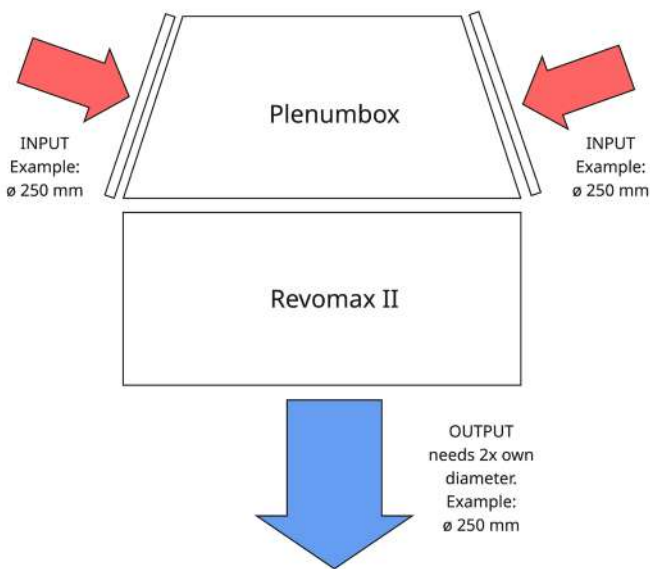 Plenumbox
INPUT
Example:
ø 250 mm
INPUT
Example:
ø 250 mm
Revomax II
OUTPUT
needs 2x own
diameter.
Example:
ø 250 mm